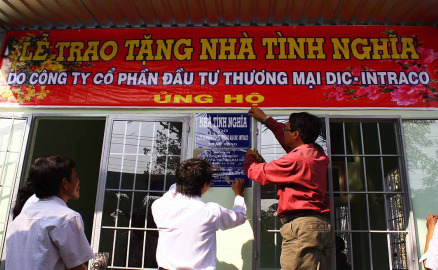 LỄ TRAO TẶNG NHÀ TÌNH NGHĨA
DO CÔNG TY CỔ PHẦN ĐẦU TƯ THƯƠNG MẠI DIC - INTRACO
ỦNG HỘ
NHÀ TÌNH NGHĨA